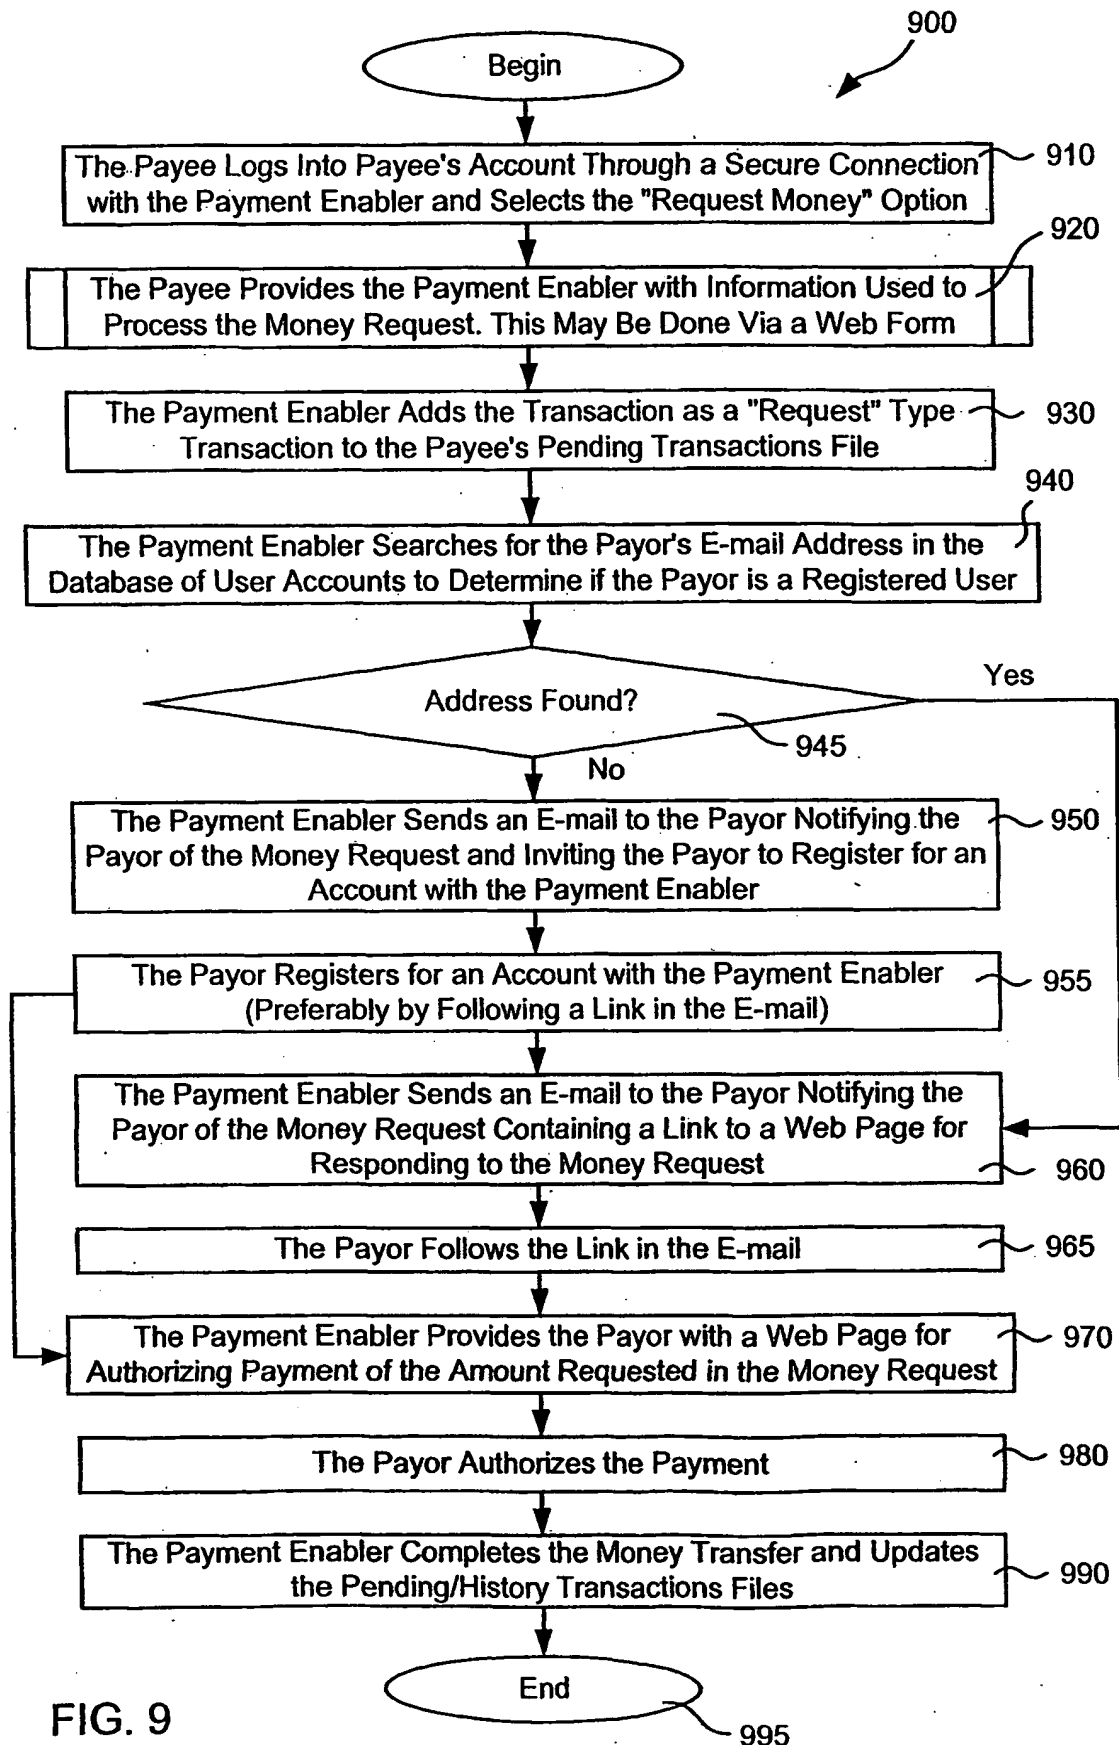 900
Begin
The Payee Logs Into Payee's Account Through a Secure Connection
with the Payment Enabler and Selects the "Request Money" Option
910
920
The Payee Provides the Payment Enabler with Information Used to
Process the Money Request. This May Be Done Via a Web Form
The Payment Enabler Adds the Transaction as a "Request" Type
Transaction to the Payee's Pending Transactions File
930
940
The Payment Enabler Searches for the Payor's E-mail Address in the
Database of User Accounts to Determine if the Payor is a Registered User
Yes
Address Found?
945
No
The Payment Enabler Sends an E-mail to the Payor Notifying the
Payor of the Money Request and Inviting the Payor to Register for an
Account with the Payment Enabler
950
The Payor Registers for an Account with the Payment Enabler
(Preferably by Following a Link in the E-mail)
955
The Payment Enabler Sends an E-mail to the Payor Notifying the
Payor of the Money Request Containing a Link to a Web Page for
Responding to the Money Request
960
The Payor Follows the Link in the E-mail
965
The Payment Enabler Provides the Payor with a Web Page for
Authorizing Payment of the Amount Requested in the Money Request
970
The Payor Authorizes the Payment
980
The Payment Enabler Completes the Money Transfer and Updates
the Pending/History Transactions Files
990
End
995
FIG. 9